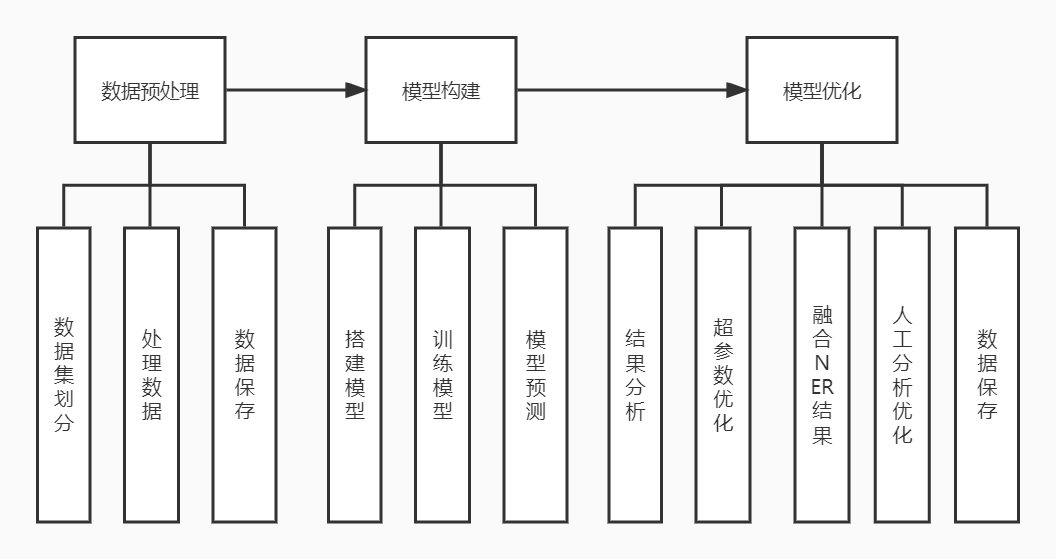 数据预处理
模型构建
模型优化
数据集划分
处理数据
数据保存
搭建模型
训练模型
模型预测
结果分析
超参数优化
融合NER结果
人工分析优化
数据保存